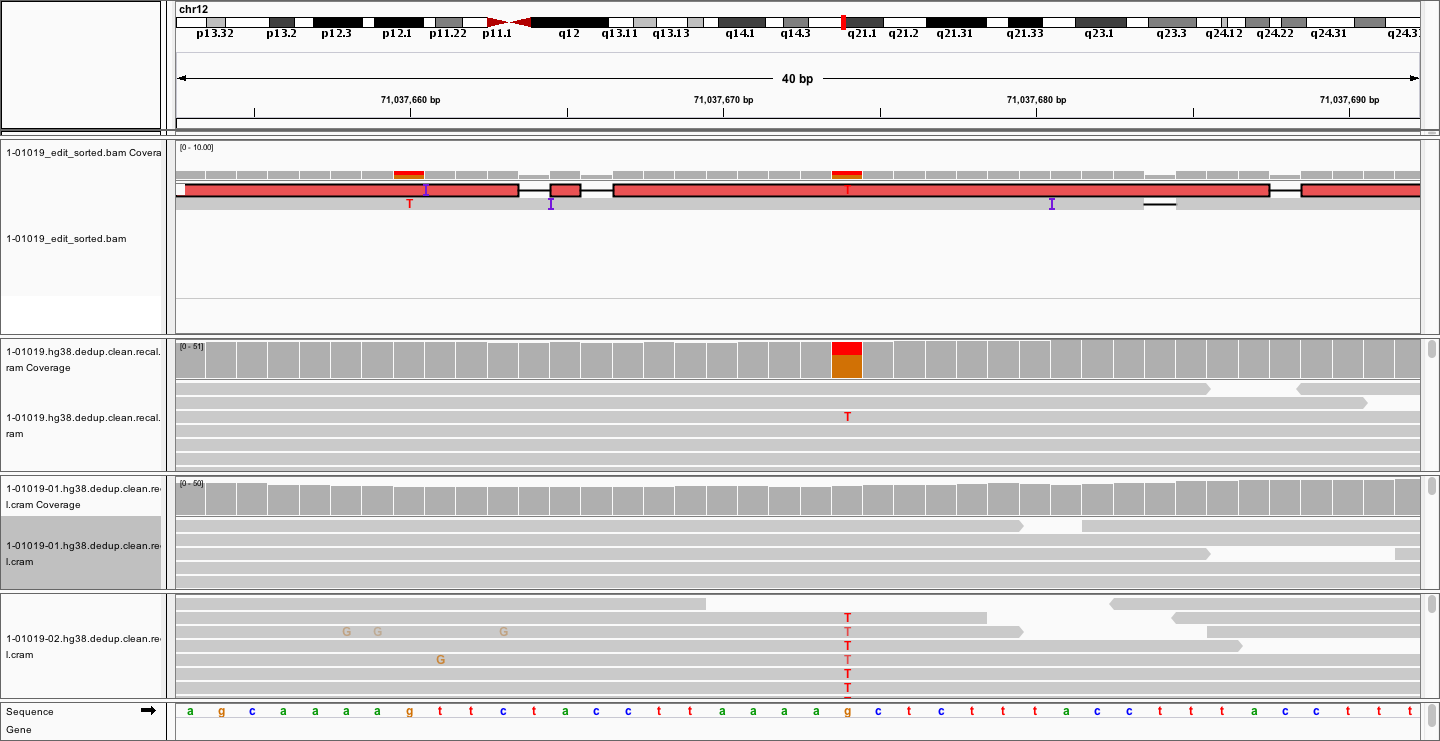 chr12
p13.32 p13.2 p12.3 p12.1 p11.22 p11.1 q12 q13.11 q13.13 q14.1 q14.3 q21.1 q21.2 q21.31 q21.33 q23.1 q23.3 q24.12 q24.22 q24.31 q24.3
40 bp
71,037,660 bp 71,037,670 bp 71,037,680 bp 71,037,690 bp
1-01019_edit_sorted.bam Covera
[0 - 10.00]
I T
T I I
1-01019_edit_sorted.bam
1-01019.hg38.dedup.clean.recal.
ram Coverage
[0 - 51]
1-01019.hg38.dedup.clean.recal.
ram
T
1-01019-01.hg38.dedup.clean.re
l.cram Coverage
[0 - 50]
1-01019-01.hg38.dedup.clean.re
l.cram
1-01019-02.hg38.dedup.clean.re
l.cram
T
G G G T
T
G T
T
T
Sequence
a g c a a a a g t t c t a c c t t a a a a g c t c t t t a c c t t t a c c t t t
Gene